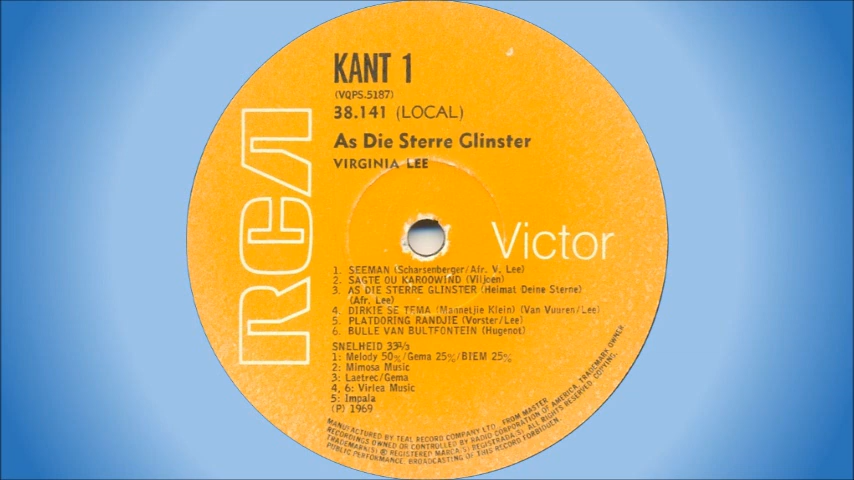 KANT 1
(VQPS.5187)
38.141 (LOCAL)
As Die Sterre Glinster
VIRGINIA LEE
RCA
Victor
1. SEEMAN (Scharsenberger/Afr. V. Lee)
2. SAGTE OU KAROOWIND (Viljoen)
3. AS DIE STERRE GLINSTER (Heimat Deine Sterne)
(Afr. Lee)
4. DIRKIE SE TEMA (Mannetjie Klein) (Van Vuuren/Lee)
5. PLATDORING RANDJIE (Vorster/Lee)
6. BULLE VAN BULTFONTEIN (Hugenot)
SNELHEID 33⅓
1: Melody 50%/Gema 25%/BIEM 25%
2: Mimosa Music
3: Laetrec/Gema
4, 6: Virlea Music
5: Impala
(P) 1969
MANUFACTURED BY TEAL RECORD COMPANY LTD., FROM MASTER
RECORDINGS OWNED OR CONTROLLED BY RADIO CORPORATION OF AMERICA, TRADEMARK OWNER
TRADEMARK(S) ® REGISTERED MARCA(S) REGISTRADA(S). ALL RIGHTS RESERVED. COPYING,
PUBLIC PERFORMANCE, BROADCASTING OF THIS RECORD FORBIDDEN.